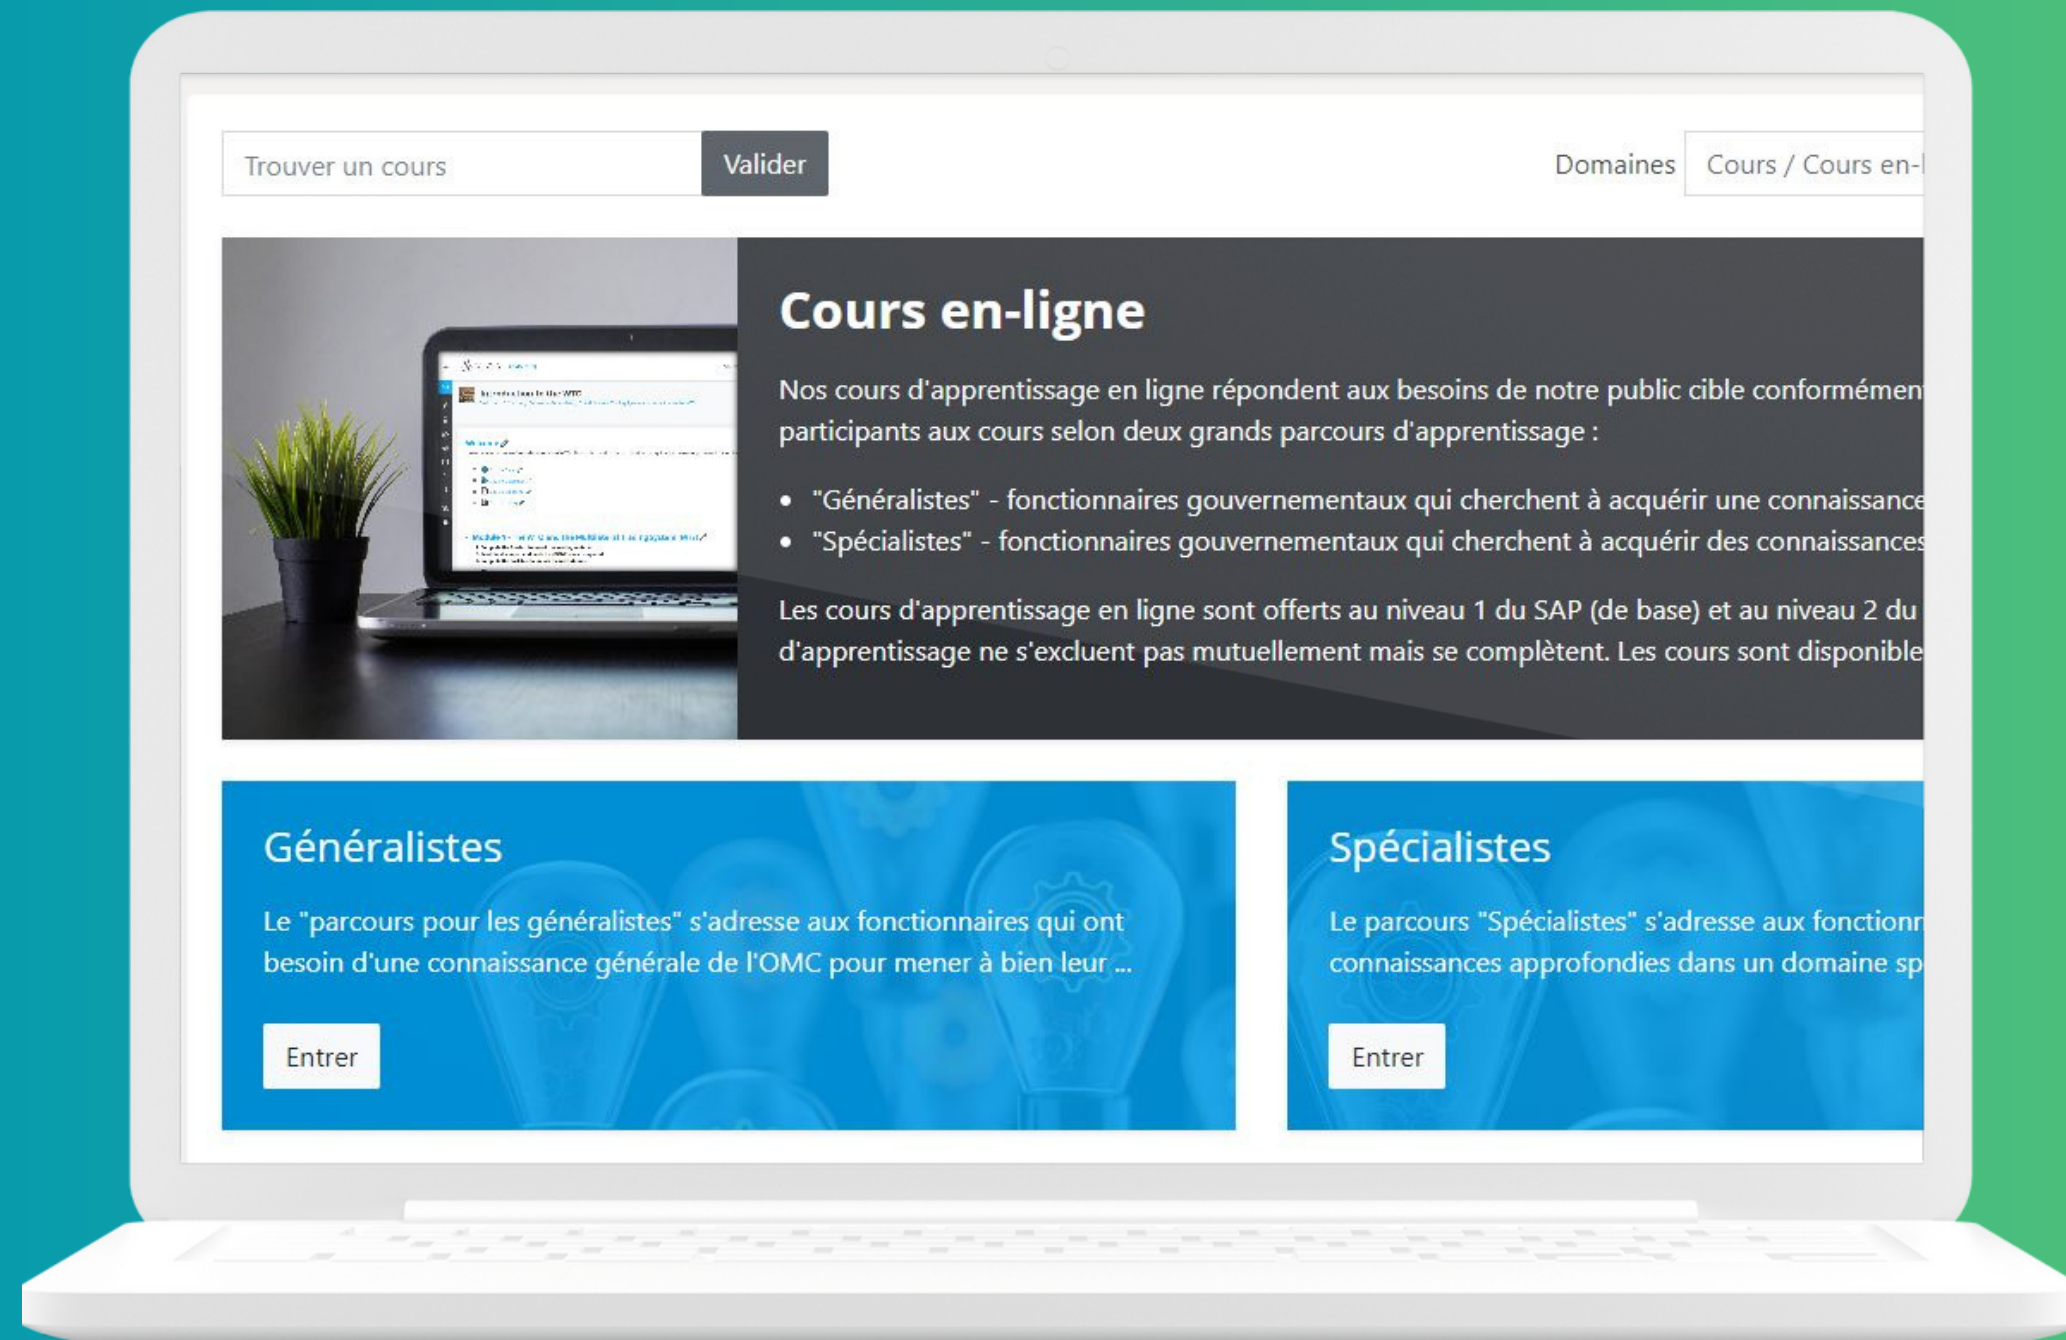 Trouver un cours
Valider
Domaines
Cours / Cours en-
Cours en-ligne
Nos cours d'apprentissage en ligne répondent aux besoins de notre public cible
participants aux cours selon deux grands parcours d'apprentissage :
• "Généralistes" - fonctionnaires gouvernementaux qui cherchent à acquérir une connaissance
• "Spécialistes" - fonctionnaires gouvernementaux qui cherchent à acquérir des connaissances
Les cours d'apprentissage en ligne sont offerts au niveau 1 du SAP (de base) et au niveau 2 du
d'apprentissage ne s'excluent pas mutuellement mais se complètent. Les cours sont disponible
Introduction to the WTO
Welcome
Généralistes
Le "parcours pour les généralistes" s'adresse aux fonctionnaires qui ont
besoin d'une connaissance générale de l'OMC pour mener à bien leur ...
Entrer
Spécialistes
Le parcours "Spécialistes" s'adresse aux
connaissances approfondies dans un domaine
Entrer